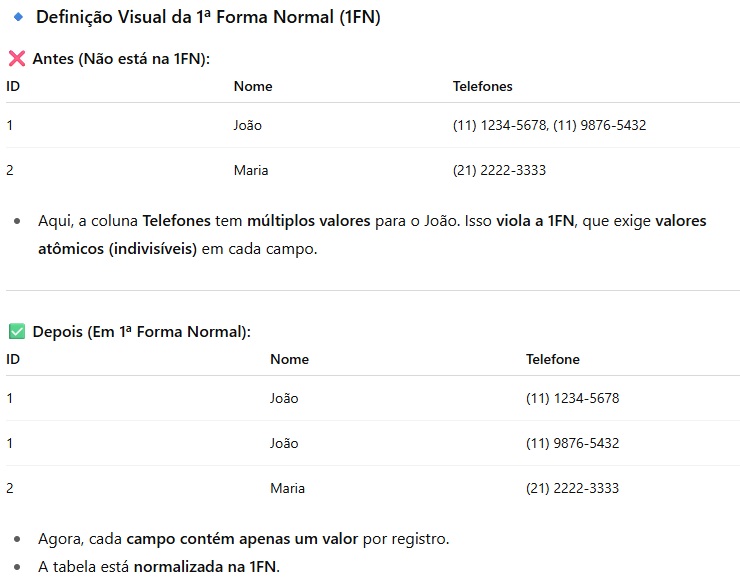 🔹 Definição Visual da 1ª Forma Normal (1FN)
❌ Antes (Não está na 1FN):
ID Nome Telefones
1 João (11) 1234-5678, (11) 9876-5432
2 Maria (21) 2222-3333
• Aqui, a coluna Telefones tem múltiplos valores para o João. Isso viola a 1FN, que exige valores
atômicos (indivisíveis) em cada campo.
✅ Depois (Em 1ª Forma Normal):
ID Nome Telefone
1 João (11) 1234-5678
1 João (11) 9876-5432
2 Maria (21) 2222-3333
• Agora, cada campo contém apenas um valor por registro.
• A tabela está normalizada na 1FN.